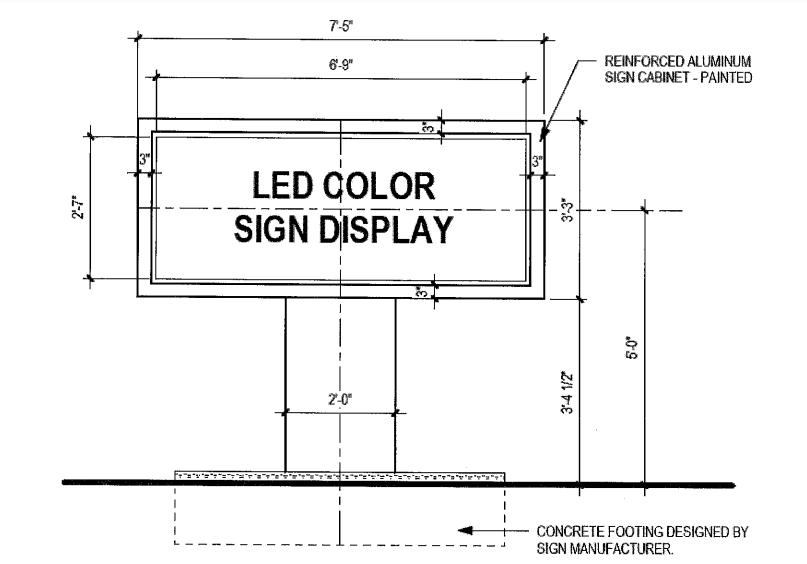 7'-5"
6'-9"
REINFORCED ALUMINUM
SIGN CABINET - PAINTED
3"
3"
3"
LED COLOR
SIGN DISPLAY
2'-7"
3'-3"
3"
5'-0"
3'-4 1/2"
2'-0"
CONCRETE FOOTING DESIGNED BY
SIGN MANUFACTURER.